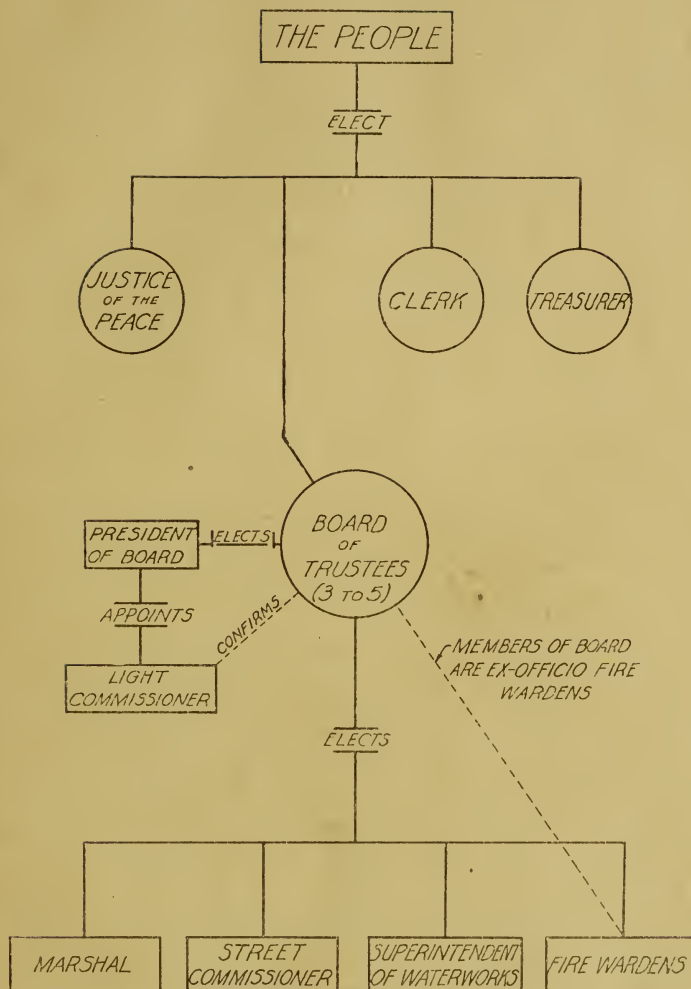 THE PEOPLE
ELECT
JUSTICE
OF THE
PEACE
CLERK
TREASURER
BOARD
OF
TRUSTEES
(3 TO 5)
ELECTS
PRESIDENT
OF BOARD
APPOINTS
CONFIRMS
LIGHT
COMMISSIONER
MEMBERS OF BOARD
ARE EX-OFFICIO FIRE
WARDENS
ELECTS
MARSHAL
STREET
COMMISSIONER
SUPERINTENDENT
OF WATERWORKS
FIRE WARDENS